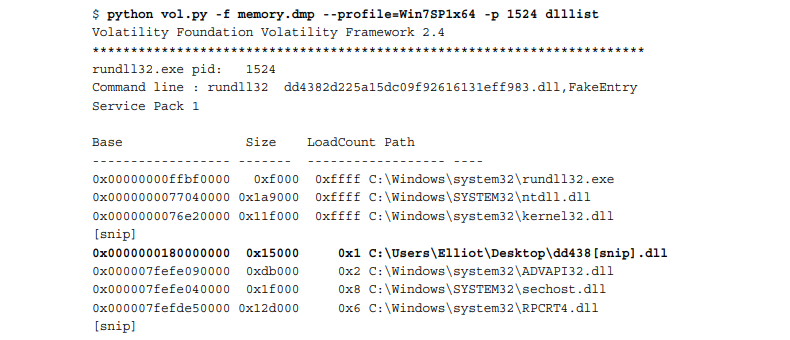 $ python vol.py -f memory.dmp --profile=Win7SP1x64 -p 1524 dlllist
Volatility Foundation Volatility Framework 2.4
************************************************************************
rundll32.exe pid:   1524
Command line : rundll32  dd4382d225a15dc09f92616131eff983.dll,FakeEntry
Service Pack 1

Base                Size    LoadCount Path
------------------ ------- ------------------ ----
0x00000000ffbf0000   0xf000  0xffff C:\Windows\system32\rundll32.exe
0x0000000077040000 0x1a9000  0xffff C:\Windows\SYSTEM32\ntdll.dll
0x0000000076e20000 0x11f000  0xffff C:\Windows\system32\kernel32.dll
[snip]
0x0000000180000000  0x15000     0x1 C:\Users\Elliot\Desktop\dd438[snip].dll
0x000007fefe090000  0xdb000     0x2 C:\Windows\system32\ADVAPI32.dll
0x000007fefe040000  0x1f000     0x8 C:\Windows\SYSTEM32\sechost.dll
0x000007fefde50000 0x12d000     0x6 C:\Windows\system32\RPCRT4.dll
[snip]